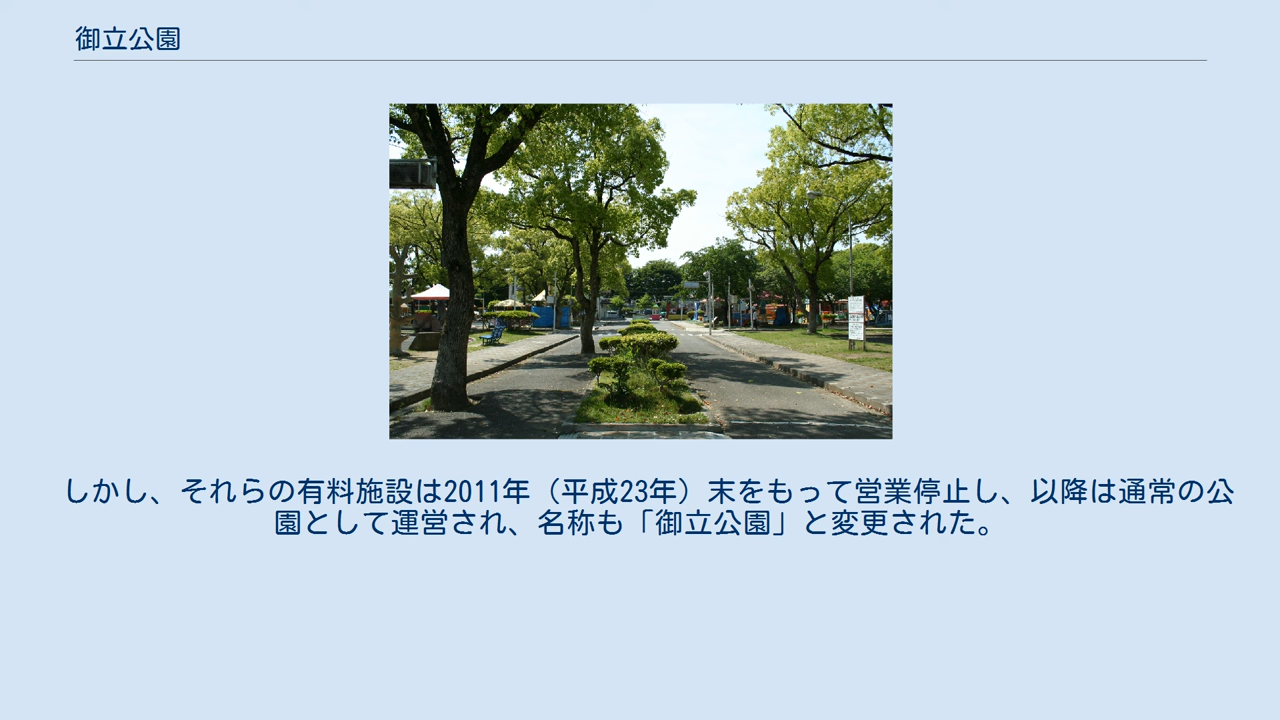 御立公園
しかし、それらの有料施設は2011年（平成23年）末をもって営業停止し、以降は通常の公
園として運営され、名称も「御立公園」と変更された。